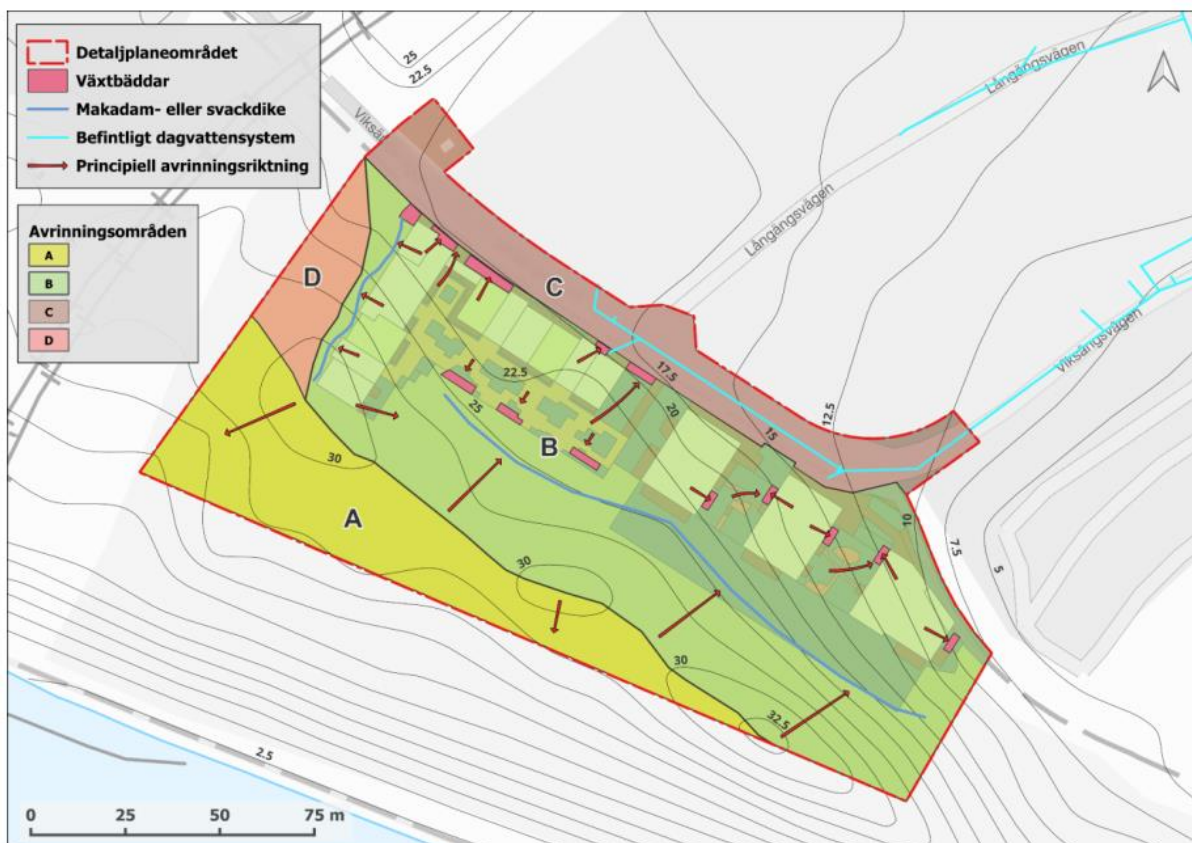 Detaljplaneområdet
Växtbäddar
Makadam- eller svackdike
Befintligt dagvattensystem
Principiell avrinningsriktning
Avrinningsområden
A
B
C
D
25
22.5
Långängsvägen
Långängsvägen
Viksängsvägen
D
C
B
A
22.5
25
17.5
20
15
12.5
10
7.5
5
30
30
30
32.5
2.5
0 25 50 75 m